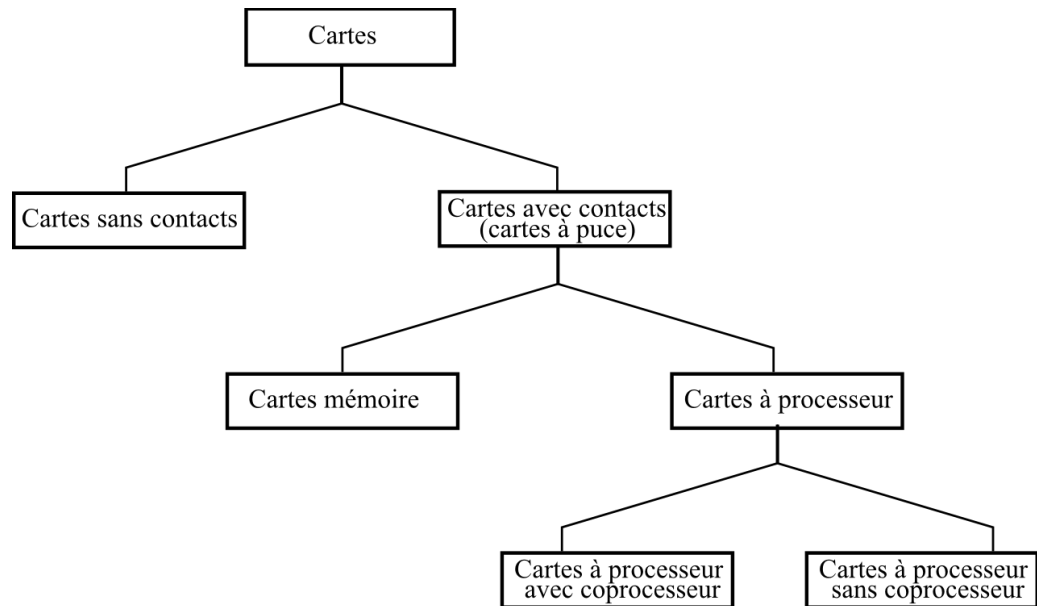 Cartes
Cartes sans contacts
Cartes avec contacts
(cartes à puce)
Cartes mémoire
Cartes à processeur
Cartes à processeur
avec coprocesseur
Cartes à processeur
sans coprocesseur